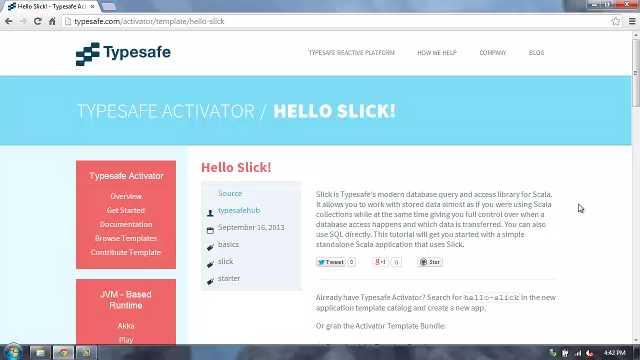 Hello Slick! - Typesafe Acti
typesafe.com/activator/template/hello-slick
Typesafe
TYPESAFE REACTIVE PLATFORM
HOW WE HELP
COMPANY
BLOG
TYPESAFE ACTIVATOR / HELLO SLICK!
Typesafe Activator
Overview
Get Started
Documentation
Browse Templates
Contribute Template
JVM - Based
Runtime
Akka
Play
Hello Slick!
Source
typesafehub
September 16, 2013
basics
slick
starter
Slick is Typesafe's modern database query and access library for Scala.
It allows you to work with stored data almost as if you were using Scala
collections while at the same time giving you full control over when a
database access happens and which data is transferred. You can also
use SQL directly. This tutorial will get you started with a simple
standalone Scala application that uses Slick.
Tweet 0
g+1 0
Star
Already have Typesafe Activator? Search for hello-slick in the new
application template catalog and create a new app.
Or grab the Activator Template Bundle:
4:42 PM